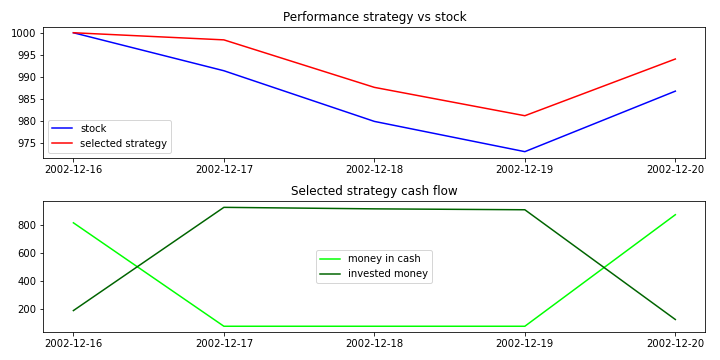 Performance strategy vs stock
1000
995
990
985
980
975
stock
selected strategy
2002-12-16 2002-12-17 2002-12-18 2002-12-19 2002-12-20
Selected strategy cash flow
800
600
400
200
money in cash
invested money
2002-12-16 2002-12-17 2002-12-18 2002-12-19 2002-12-20